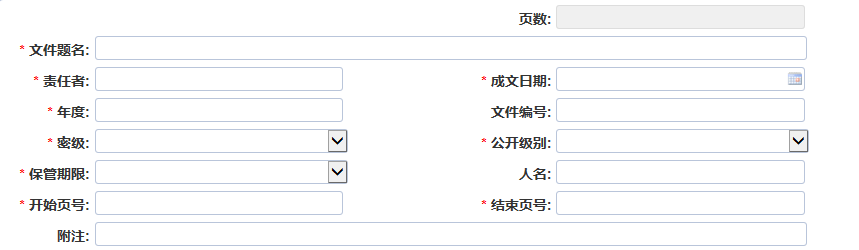 页数:
* 文件题名:
* 责任者: * 成文日期:
* 年度: 文件编号:
* 密级: * 公开级别:
* 保管期限: 人名:
* 开始页号: * 结束页号:
附注: